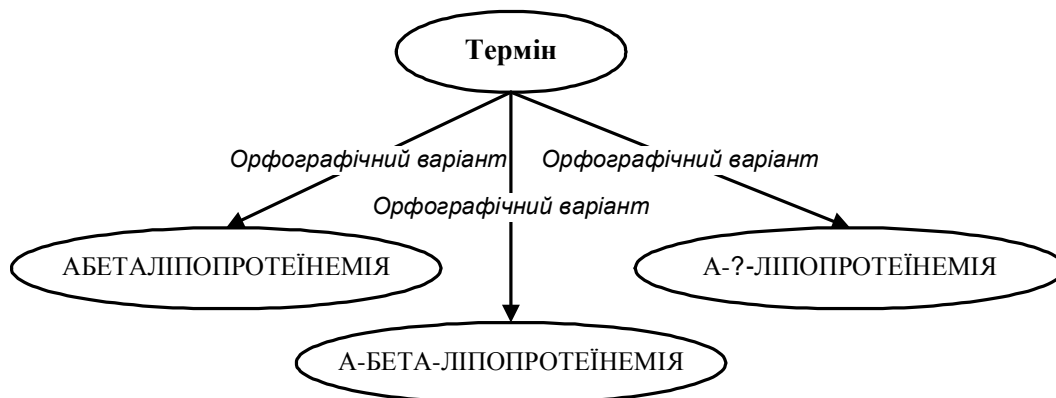 Термін
Орфографічний варіант
Орфографічний варіант
Орфографічний варіант
АБЕТАЛІПОПРОТЕЇНЕМІЯ
А-?-ЛІПОПРОТЕЇНЕМІЯ
А-БЕТА-ЛІПОПРОТЕЇНЕМІЯ